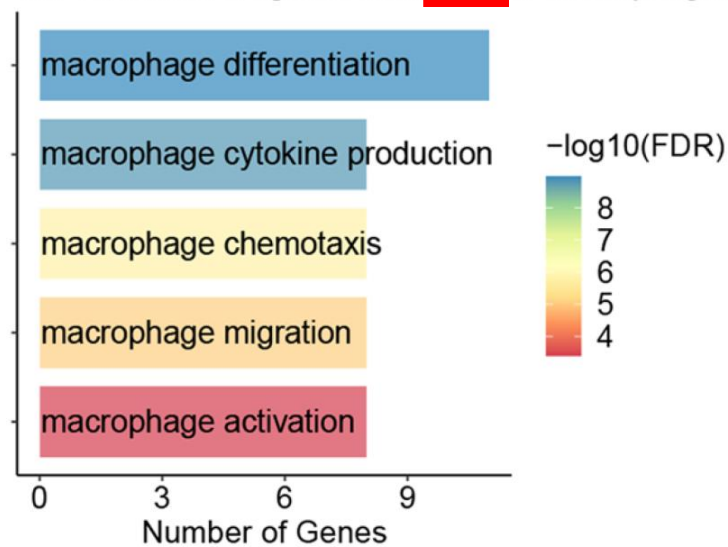 macrophage differentiation
macrophage cytokine production
macrophage chemotaxis
macrophage migration
macrophage activation
0 3 6 9
Number of Genes
−log10(FDR)
8
7
6
5
4